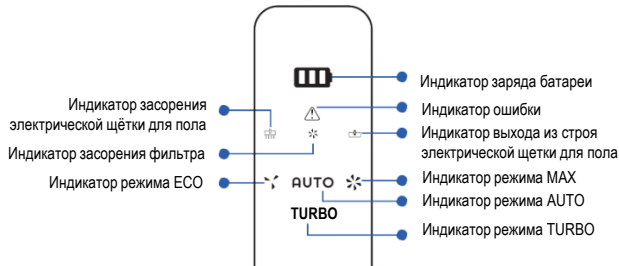 Индикатор засорения
электрической щётки для пола
Индикатор засорения фильтра
Индикатор режима ECO
AUTO
TURBO
Индикатор заряда батареи
Индикатор ошибки
Индикатор выхода из строя
электрической щетки для пола
Индикатор режима MAX
Индикатор режима AUTO
Индикатор режима TURBO